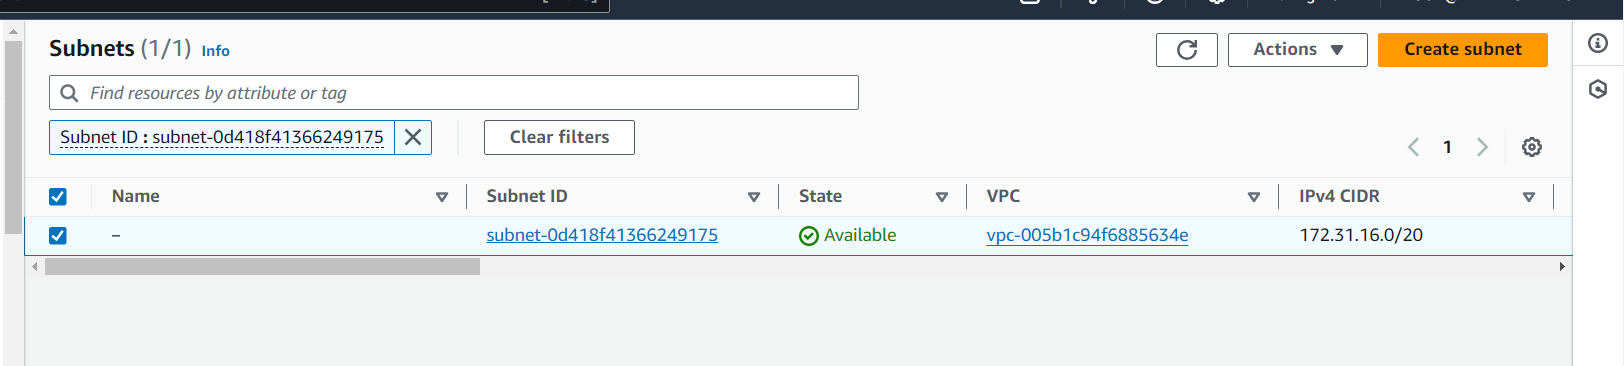 Subnets (1/1) Info
Actions
Create subnet
Find resources by attribute or tag
Subnet ID : subnet-0d418f41366249175
Clear filters
1
Name Subnet ID State VPC IPv4 CIDR
– subnet-0d418f41366249175 Available vpc-005b1c94f6885634e 172.31.16.0/20